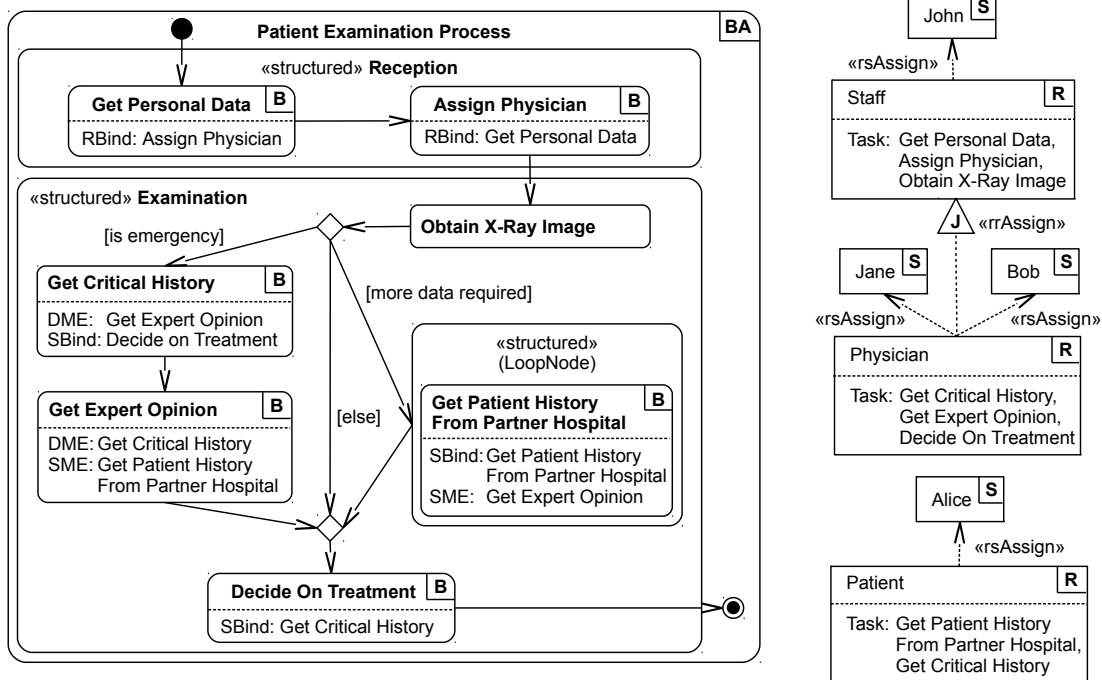 Patient Examination Process
BA
«structured» Reception
Get Personal Data
B
RBind: Assign Physician
Assign Physician
B
RBind: Get Personal Data
«structured» Examination
Obtain X-Ray Image
[is emergency]
Get Critical History
B
DME: Get Expert Opinion
SBind: Decide on Treatment
[more data required]
Get Expert Opinion
B
DME: Get Critical History
SME: Get Patient History
From Partner Hospital
[else]
«structured»
(LoopNode)
Get Patient History
B
From Partner Hospital
SBind: Get Patient History
From Partner Hospital
SME: Get Expert Opinion
Decide On Treatment
B
SBind: Get Critical History
John
S
«rsAssign»
Staff
R
Task: Get Personal Data,
Assign Physician,
Obtain X-Ray Image
J
«rrAssign»
Jane
S
Bob
S
«rsAssign»
«rsAssign»
Physician
R
Task: Get Critical History,
Get Expert Opinion,
Decide On Treatment
Alice
S
«rsAssign»
Patient
R
Task: Get Patient History
From Partner Hospital,
Get Critical History